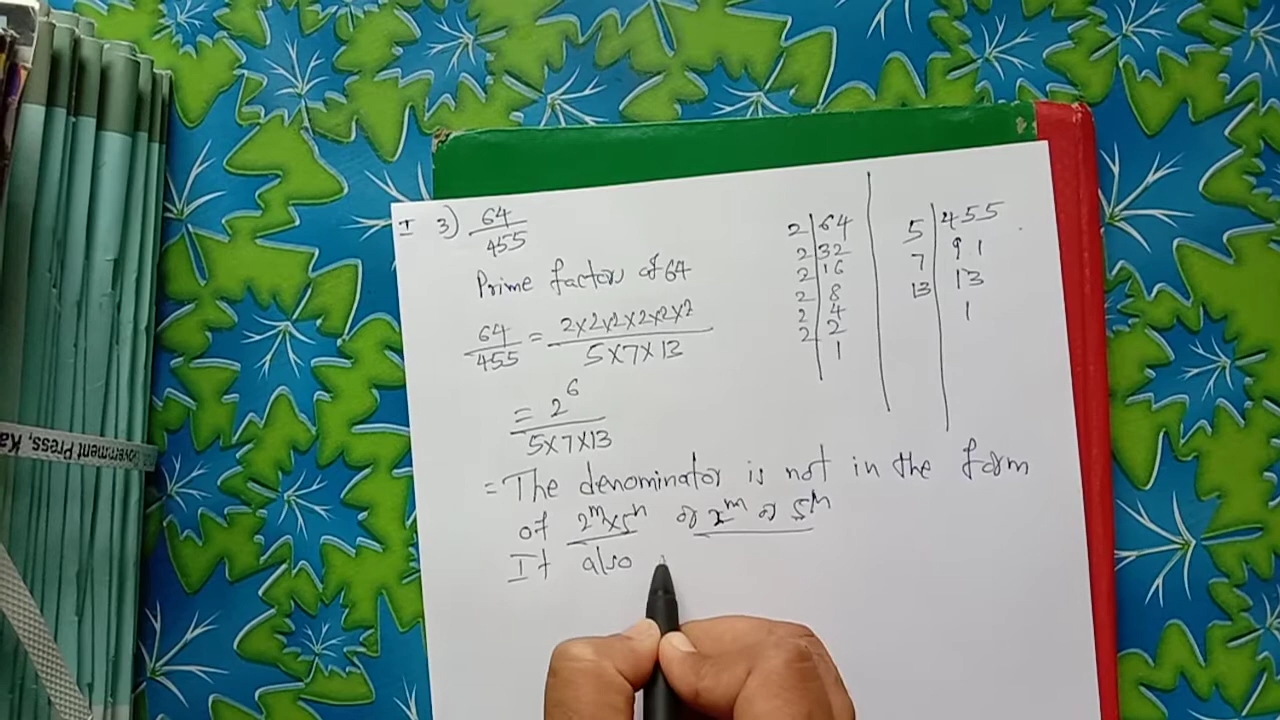 I 3) 64/455
Prime factor of 64
64/455 = 2×2×2×2×2×2/5×7×13
= 2^6/5×7×13
= The denominator is not in the form
of 2^m×5^n or 2^m or 5^n
It also
2|64
2|32
2|16
2|8
2|4
2|2
1
5|455
7|91
13|13
1
Government Press, Ka